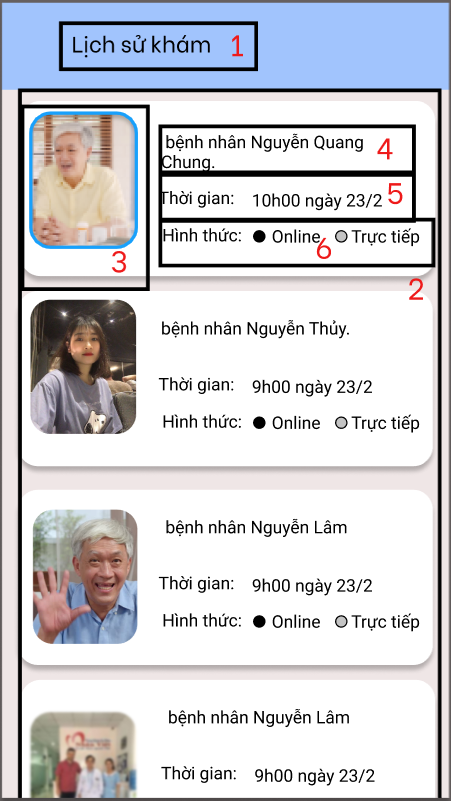 Lịch sử khám 1
bệnh nhân Nguyễn Quang 4
Chung.
Thời gian: 10h00 ngày 23/2 5
Hình thức: Online Trực tiếp
6
3
2
bệnh nhân Nguyễn Thủy.
Thời gian: 9h00 ngày 23/2
Hình thức: Online Trực tiếp
bệnh nhân Nguyễn Lâm
Thời gian: 9h00 ngày 23/2
Hình thức: Online Trực tiếp
bệnh nhân Nguyễn Lâm
Thời gian: 9h00 ngày 23/2